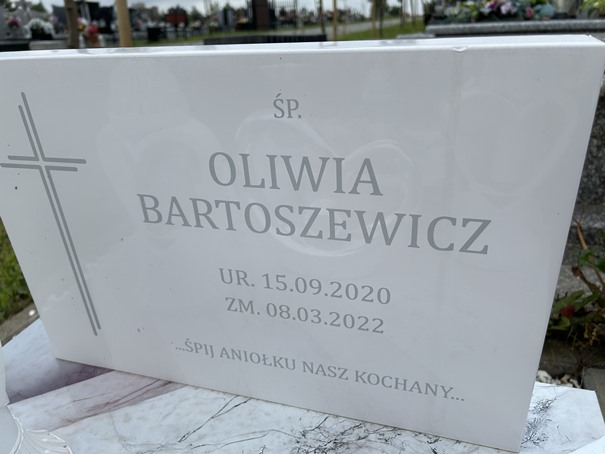 ŚP.
OLIWIA
BARTOSZEWICZ
UR. 15.09.2020
ZM. 08.03.2022
...ŚPIJ ANIOŁKU NASZ KOCHANY...